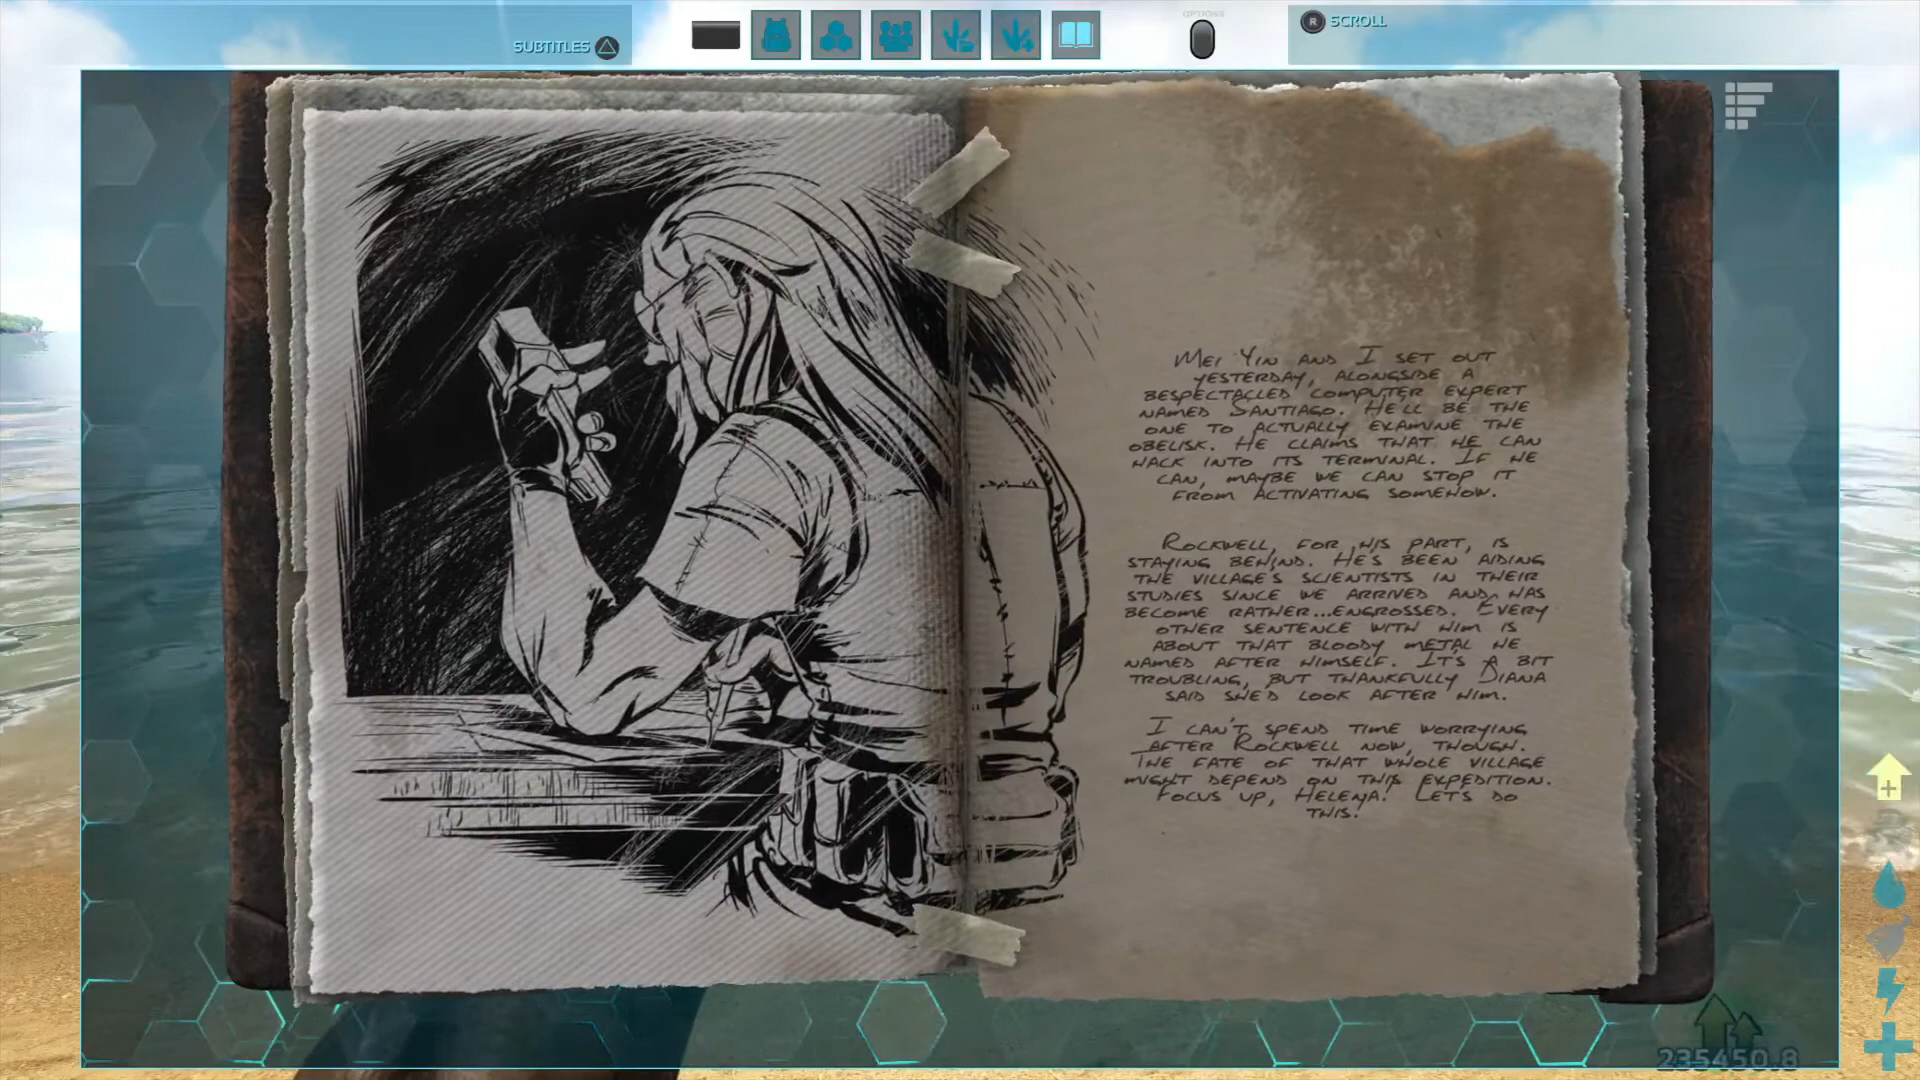 OPTIONS
SUBTITLES
R SCROLL
MEI YIN AND I SET OUT
YESTERDAY, ALONGSIDE A
BESPECTACLED COMPUTER EXPERT
NAMED SANTIAGO. HE'LL BE THE
ONE TO ACTUALLY EXAMINE THE
OBELISK. HE CLAIMS THAT HE CAN
HACK INTO ITS TERMINAL. IF HE
CAN, MAYBE WE CAN STOP IT
FROM ACTIVATING SOMEHOW.
ROCKWELL, FOR HIS PART, IS
STAYING BEHIND. HE'S BEEN AIDING
THE VILLAGE'S SCIENTISTS IN THEIR
STUDIES SINCE WE ARRIVED AND HAS
BECOME RATHER...ENGROSSED. EVERY
OTHER SENTENCE WITH HIM IS
ABOUT THAT BLOODY METAL HE
NAMED AFTER HIMSELF. IT'S A BIT
TROUBLING, BUT THANKFULLY DIANA
SAID SHE'D LOOK AFTER HIM.
I CAN'T SPEND TIME WORRYING
AFTER ROCKWELL NOW, THOUGH.
THE FATE OF THAT WHOLE VILLAGE
MIGHT DEPEND ON THIS EXPEDITION.
FOCUS UP, HELENA! LET'S DO
THIS!
235450.8